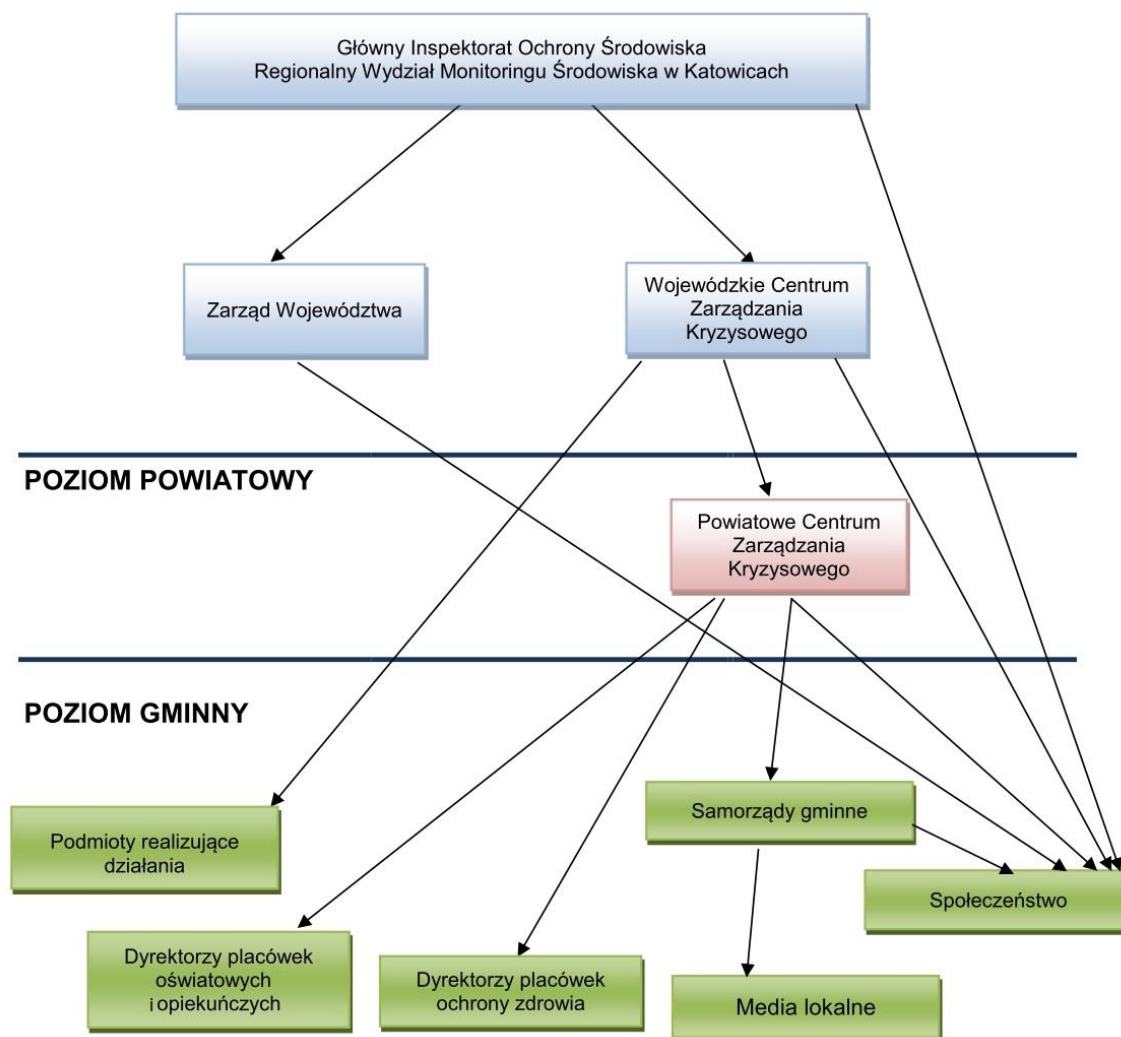 Główny Inspektorat Ochrony Środowiska
Regionalny Wydział Monitoringu Środowiska w Katowicach
Zarząd Województwa
Wojewódzkie Centrum
Zarządzania
Kryzysowego
POZIOM POWIATOWY
Powiatowe Centrum
Zarządzania
Kryzysowego
POZIOM GMINNY
Podmioty realizujące
działania
Samorządy gminne
Społeczeństwo
Dyrektorzy placówek
oświatowych
i opiekuńczych
Dyrektorzy placówek
ochrony zdrowia
Media lokalne